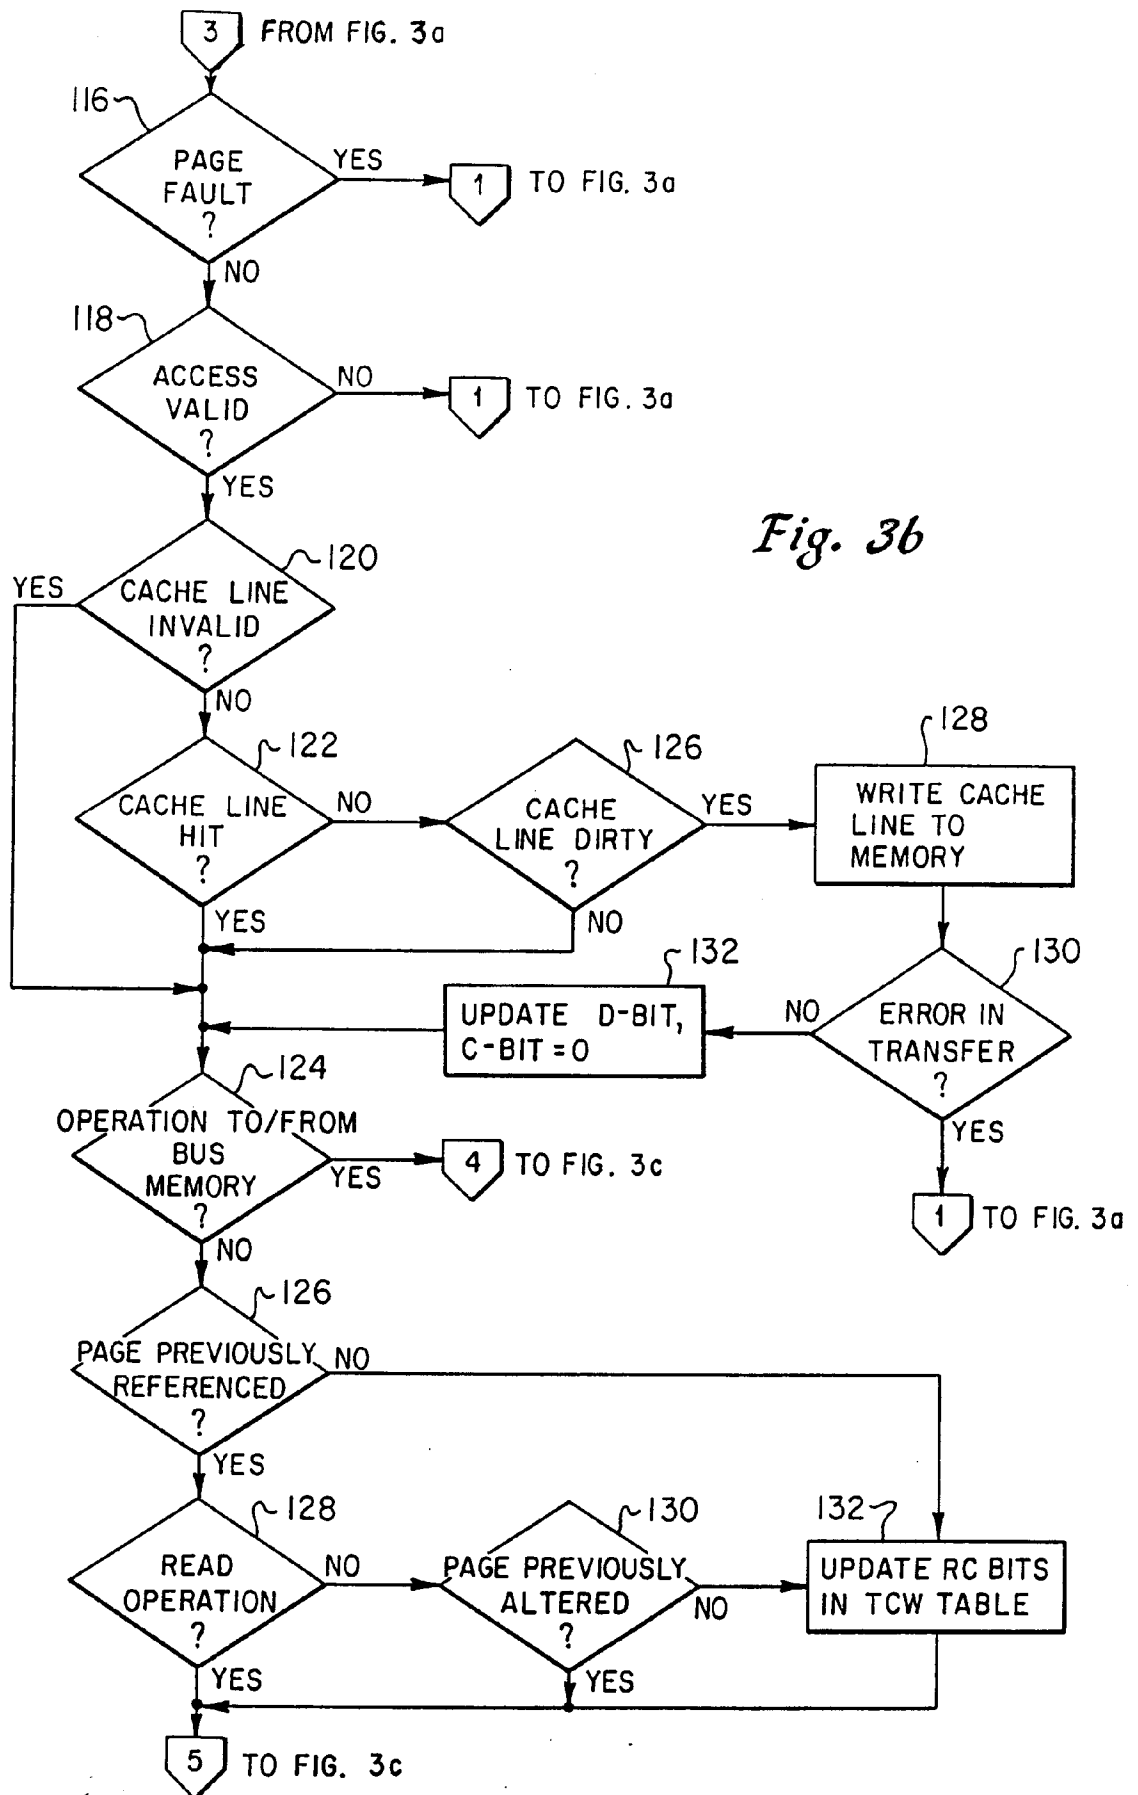 3 FROM FIG. 3a
116
PAGE
FAULT
?
YES
1 TO FIG. 3a
NO
118
ACCESS
VALID
?
NO
1 TO FIG. 3a
YES
Fig. 3b
120
YES
CACHE LINE
INVALID
?
NO
122
CACHE LINE
HIT
?
NO
YES
126
CACHE
LINE DIRTY
?
YES
NO
128
WRITE CACHE
LINE TO
MEMORY
130
ERROR IN
TRANSFER
?
NO
YES
1 TO FIG. 3a
132
UPDATE D-BIT,
C-BIT=0
124
OPERATION TO/FROM
BUS
MEMORY
?
YES
4 TO FIG. 3c
NO
126
PAGE PREVIOUSLY
REFERENCED
?
NO
YES
128
READ
OPERATION
?
NO
YES
130
PAGE PREVIOUSLY
ALTERED
?
NO
YES
132
UPDATE RC BITS
IN TCW TABLE
5 TO FIG. 3c